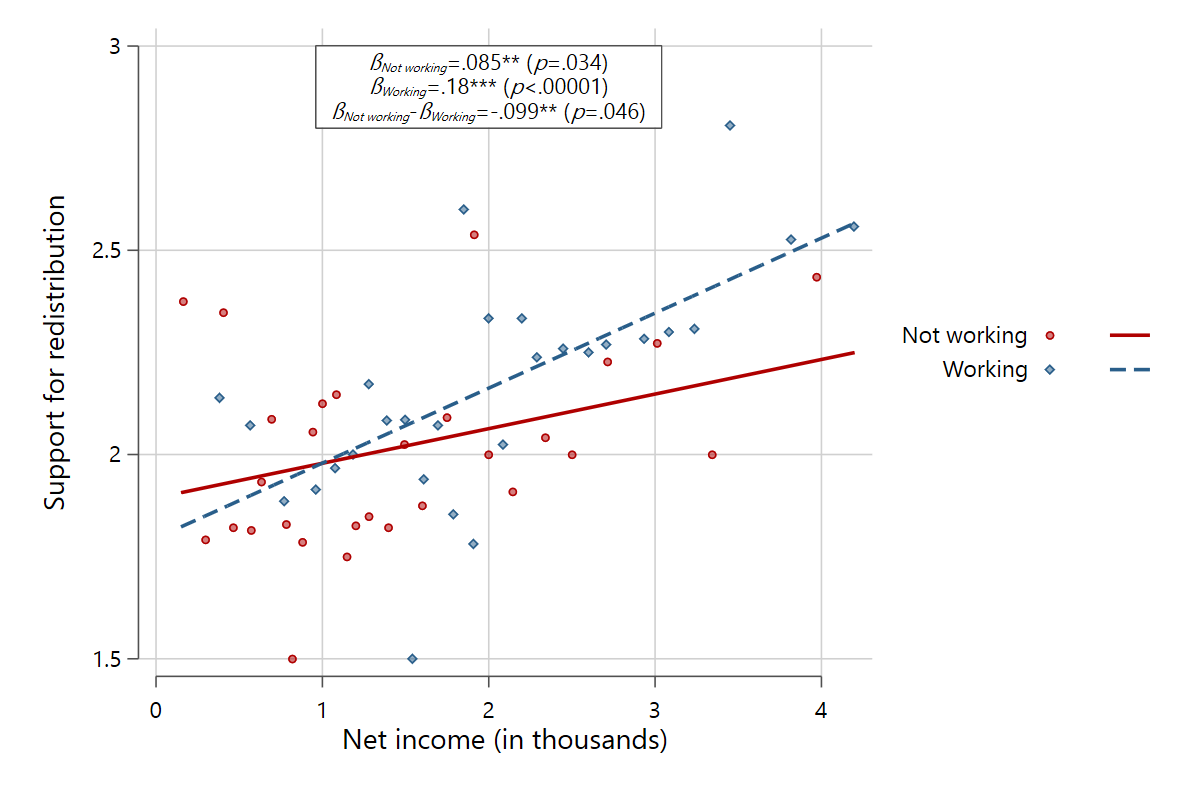 3
2.5
2
1.5
Support for redistribution
βNot working=.085** (p=.034)
βWorking=.18*** (p<.00001)
βNot working-βWorking=-.099** (p=.046)
0 1 2 3 4
Net income (in thousands)
Not working
Working